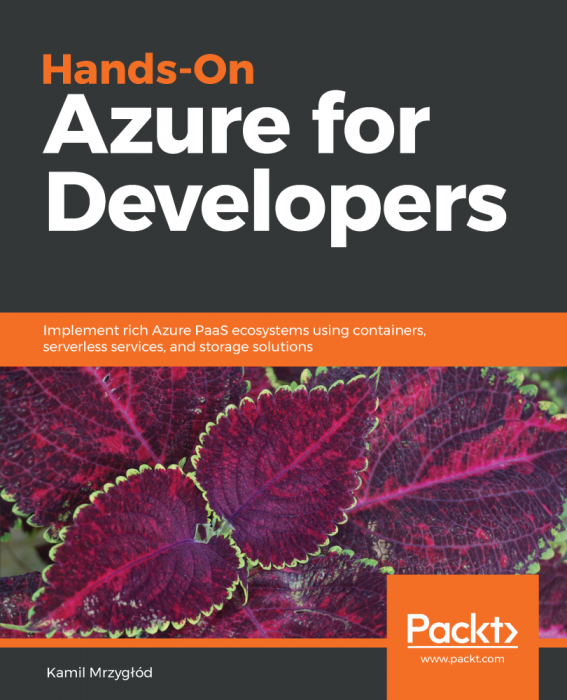 Hands-On
Azure for
Developers
Implement rich Azure PaaS ecosystems using containers,
serverless services, and storage solutions
Packt>
www.packt.com
Kamil Mrzygłód